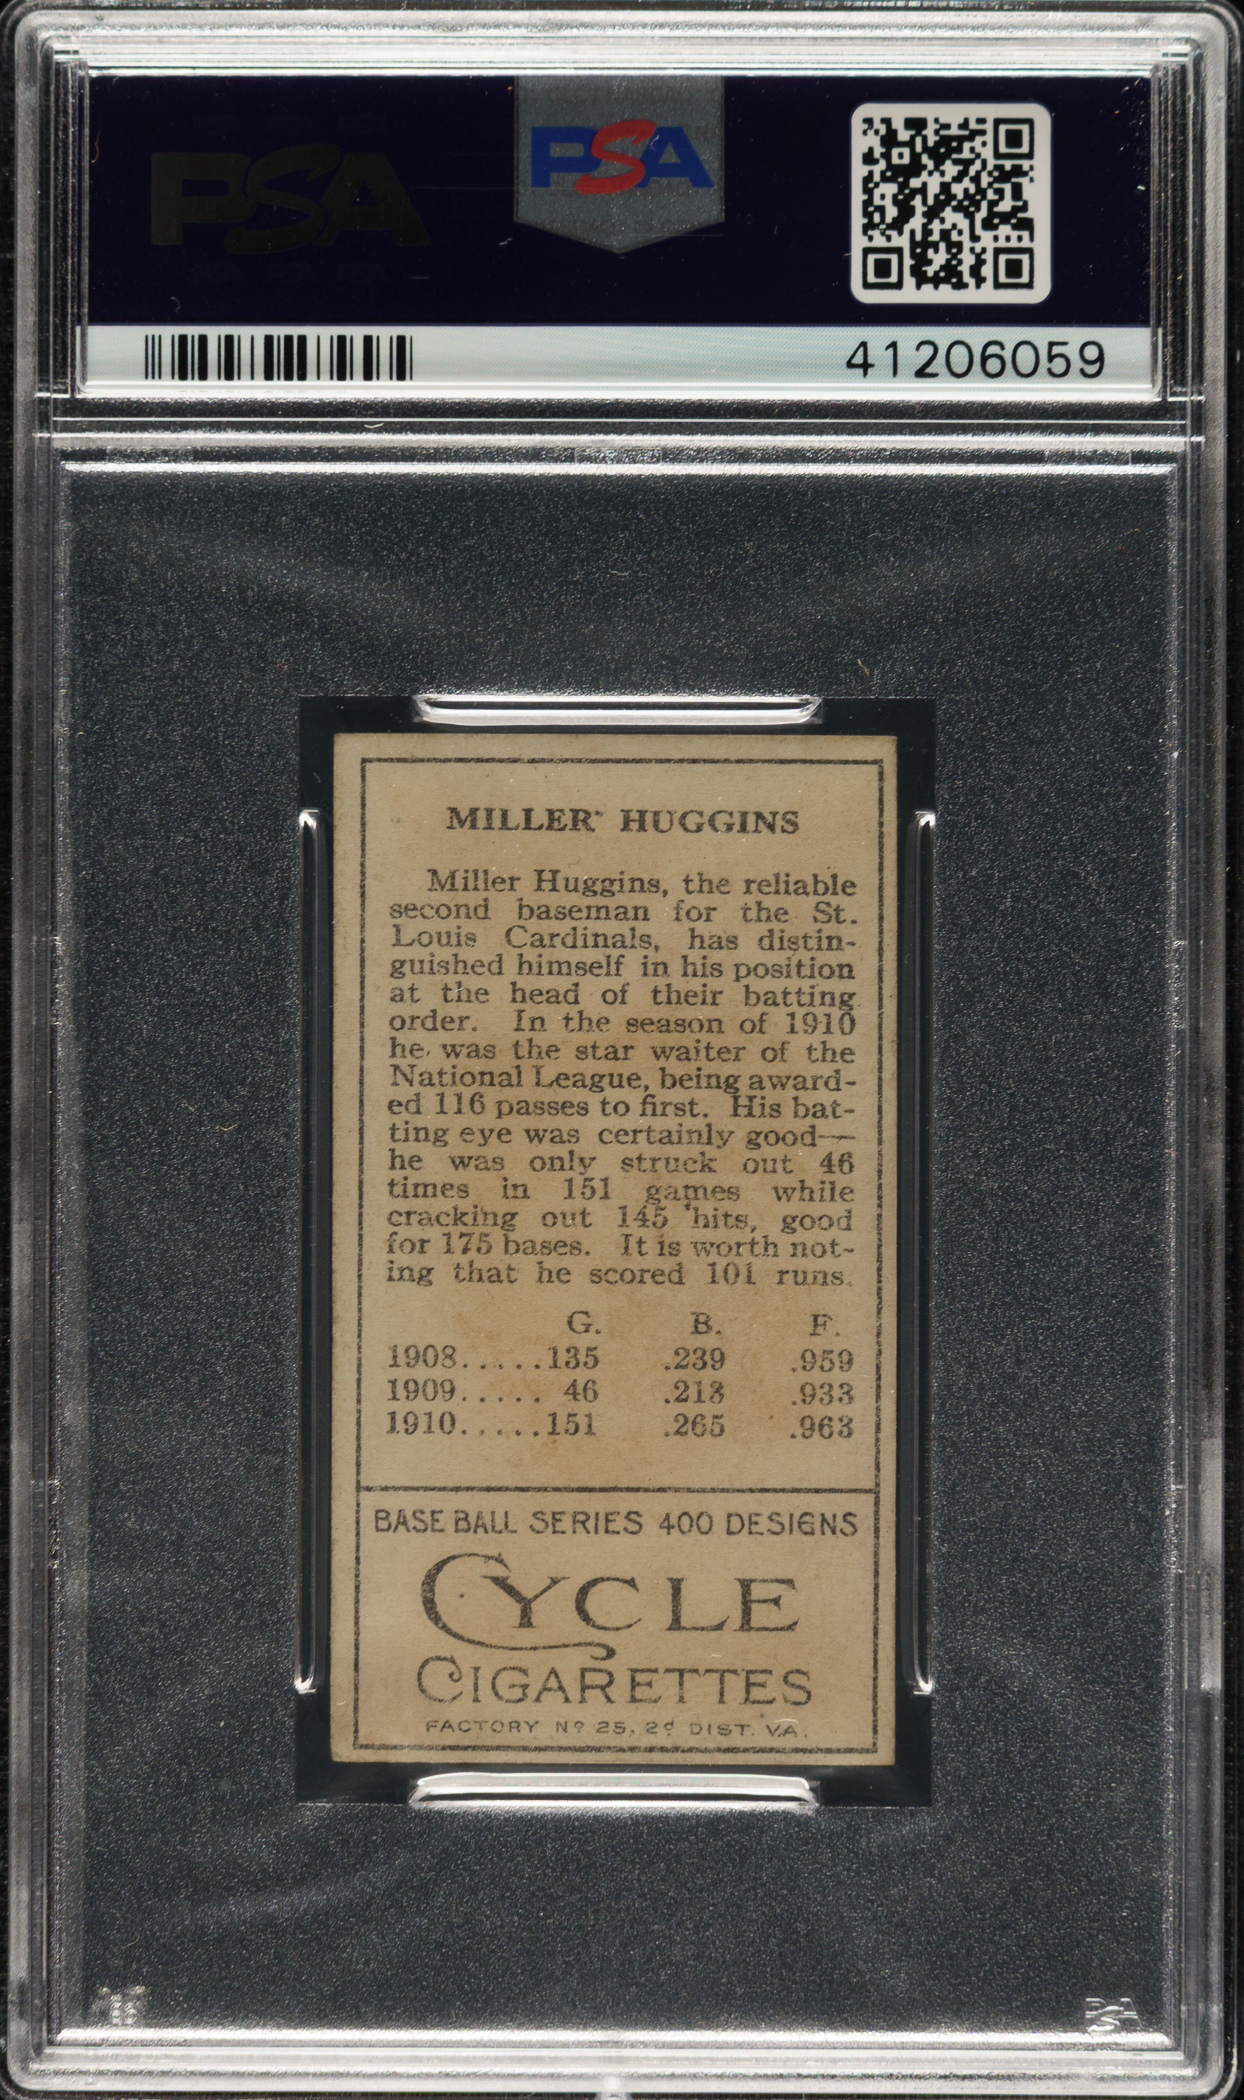 PSA
PSA
41206059
MILLER HUGGINS
Miller Huggins, the reliable
second baseman for the St.
Louis Cardinals, has distin-
guished himself in his position
at the head of their batting
order. In the season of 1910
he was the star waiter of the
National League, being award-
ed 116 passes to first. His bat-
ting eye was certainly good—
he was only struck out 46
times in 151 games while
cracking out 145 hits, good
for 175 bases. It is worth not-
ing that he scored 101 runs.
G. B. F.
1908.....135 .239 .959
1909..... 46 .213 .933
1910.....151 .265 .963
BASE BALL SERIES 400 DESIGNS
CYCLE
CIGARETTES
FACTORY Nº 25, 2d DIST. VA.
PSA